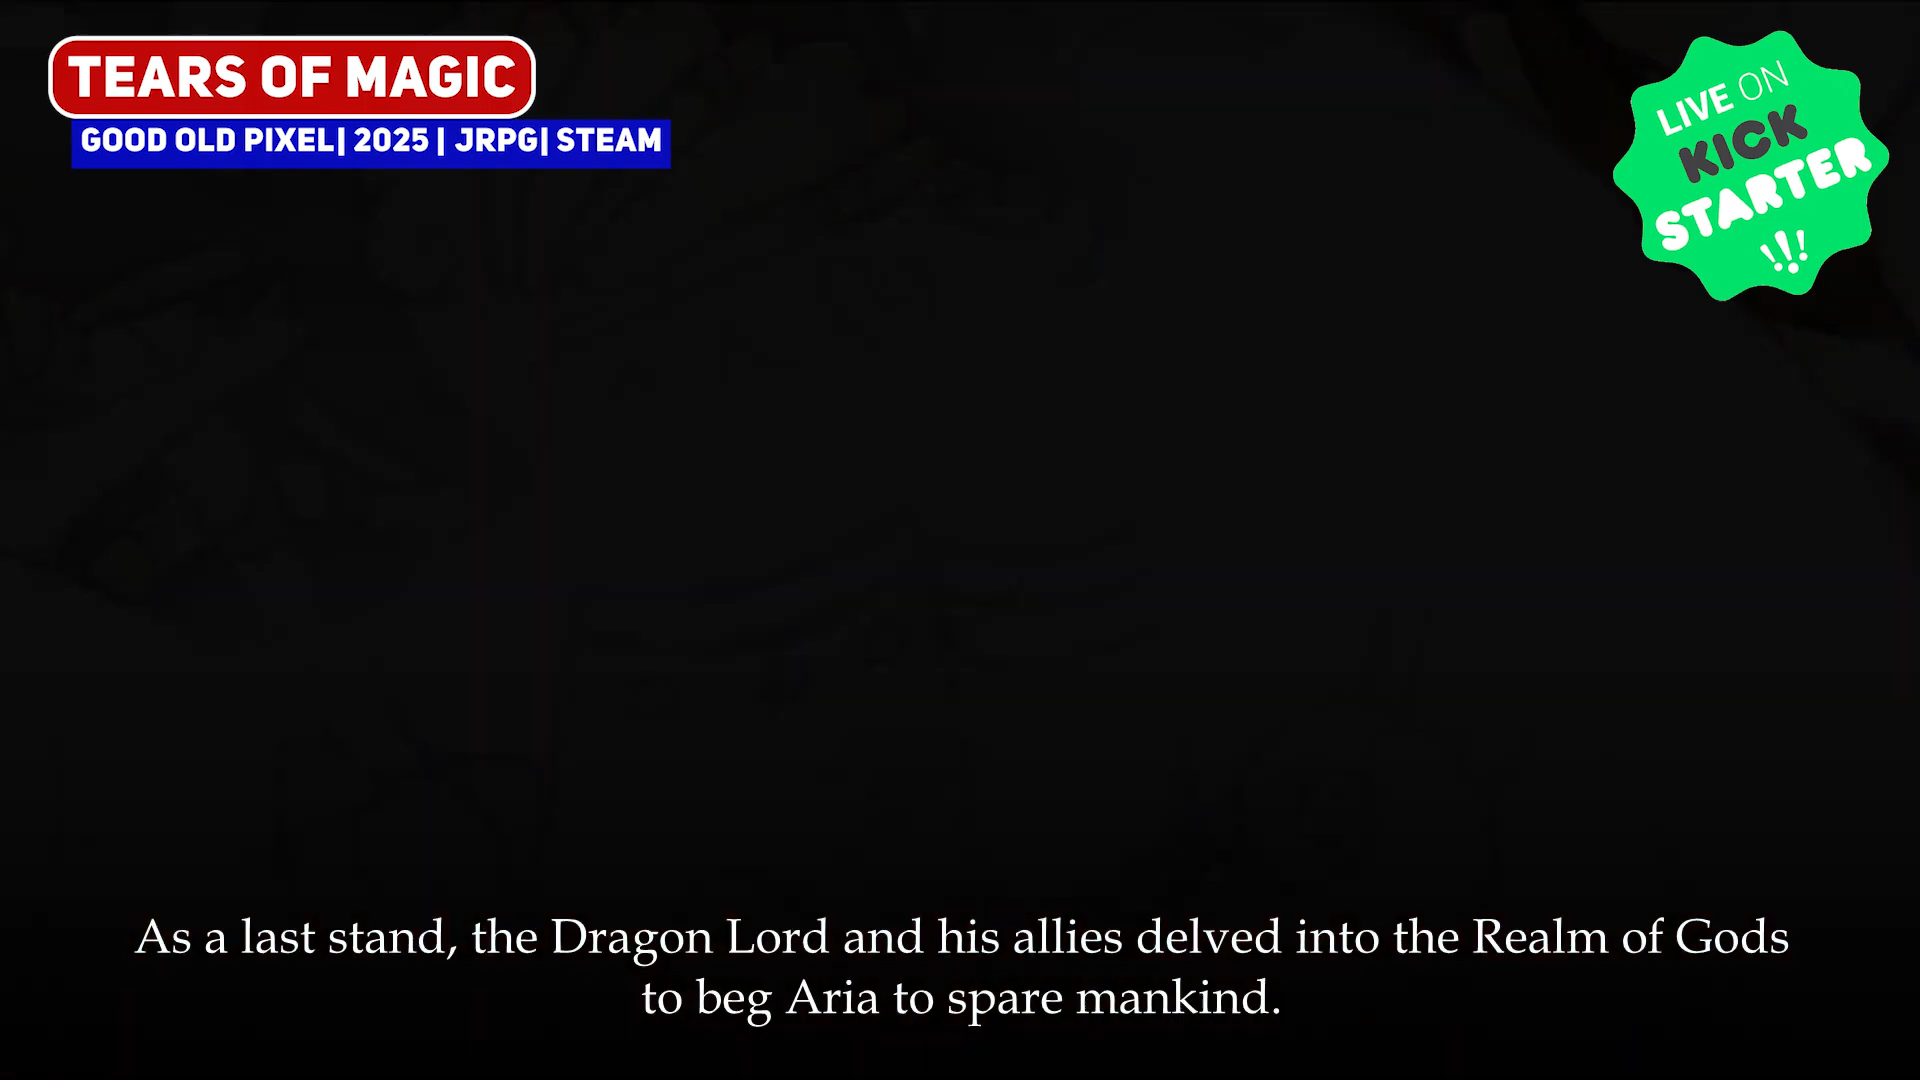 TEARS OF MAGIC
GOOD OLD PIXEL| 2025 | JRPG| STEAM
LIVE ON
KICK
STARTER
!!!
As a last stand, the Dragon Lord and his allies delved into the Realm of Gods
to beg Aria to spare mankind.